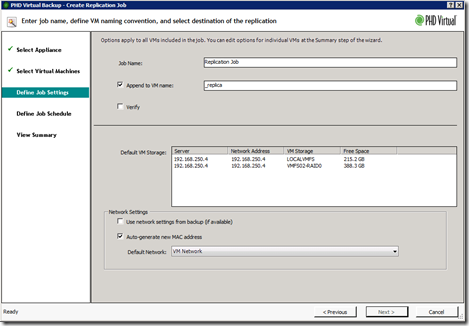 PHD Virtual Backup - Create Replication Job
Enter job name, define VM naming convention, and select destination of the replication
PHD Virtual
Select Appliance
Select Virtual Machines
Define Job Settings
Define Job Schedule
View Summary
Options apply to all VMs included in the job. You can edit options for individual VMs at the Summary step of the wizard.
Job Name: Replication Job
Append to VM name: _replica
Verify
Default VM Storage:
Server Network Address VM Storage Free Space
192.168.250.4 192.168.250.4 LOCALVMFS 215.2 GB
192.168.250.4 192.168.250.4 VMFS02-RAID0 388.3 GB
Network Settings
Use network settings from backup (if available)
Auto-generate new MAC address
Default Network: VM Network
Ready
< Previous Next > Cancel